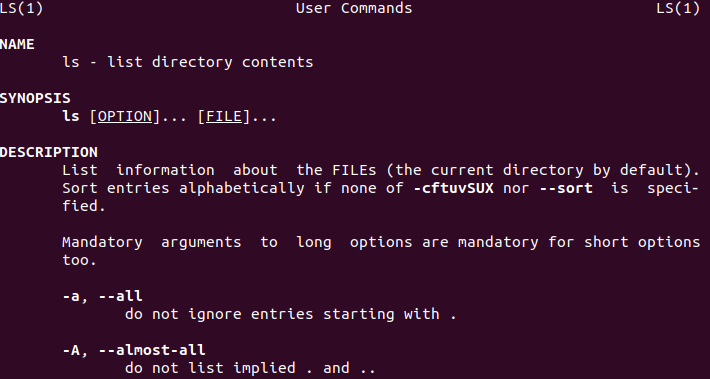 LS(1) User Commands LS(1)
NAME
ls - list directory contents
SYNOPSIS
ls [OPTION]... [FILE]...
DESCRIPTION
List information about the FILEs (the current directory by default).
Sort entries alphabetically if none of -cftuvSUX nor --sort is speci-
fied.
Mandatory arguments to long options are mandatory for short options
too.
-a, --all
do not ignore entries starting with .
-A, --almost-all
do not list implied . and ..